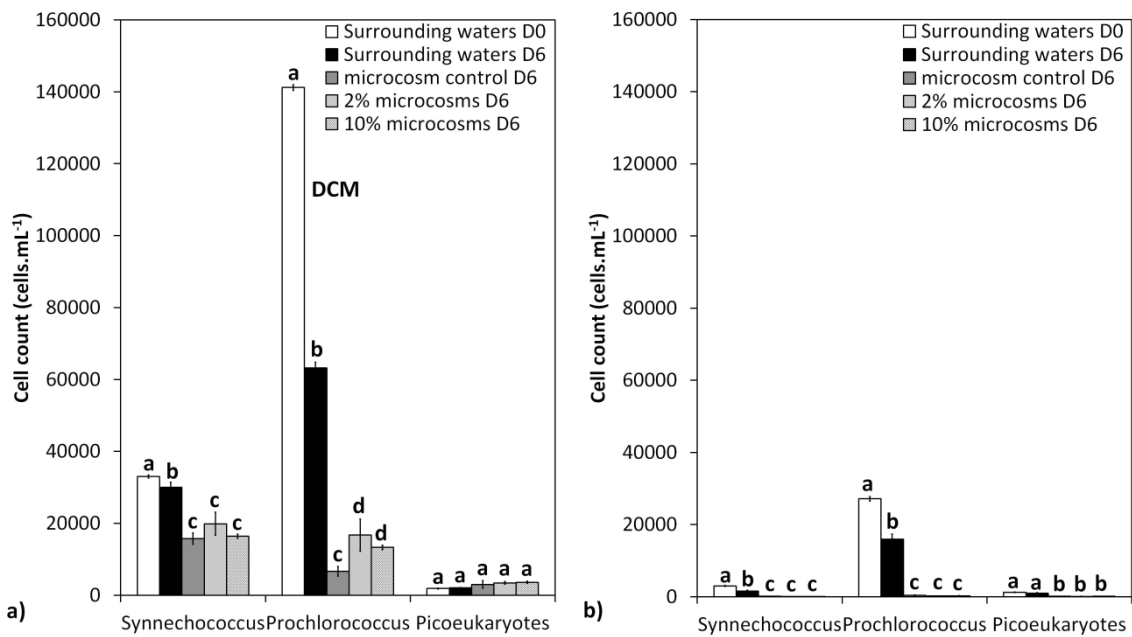 160000
140000
120000
100000
80000
60000
40000
20000
0
Cell count (cells.mL⁻¹)
Surrounding waters D0
Surrounding waters D6
microcosm control D6
2% microcosms D6
10% microcosms D6
DCM
a b c c c
a b c d d
a a a a a
Synnechococcus Prochlorococcus Picoeukaryotes
a)
160000
140000
120000
100000
80000
60000
40000
20000
0
Cell count (cells.mL⁻¹)
Surrounding waters D0
Surrounding waters D6
microcosm control D6
2% microcosms D6
10% microcosms D6
a b c c c
a b c c c
a a b b b
Synnechococcus Prochlorococcus Picoeukaryotes
b)